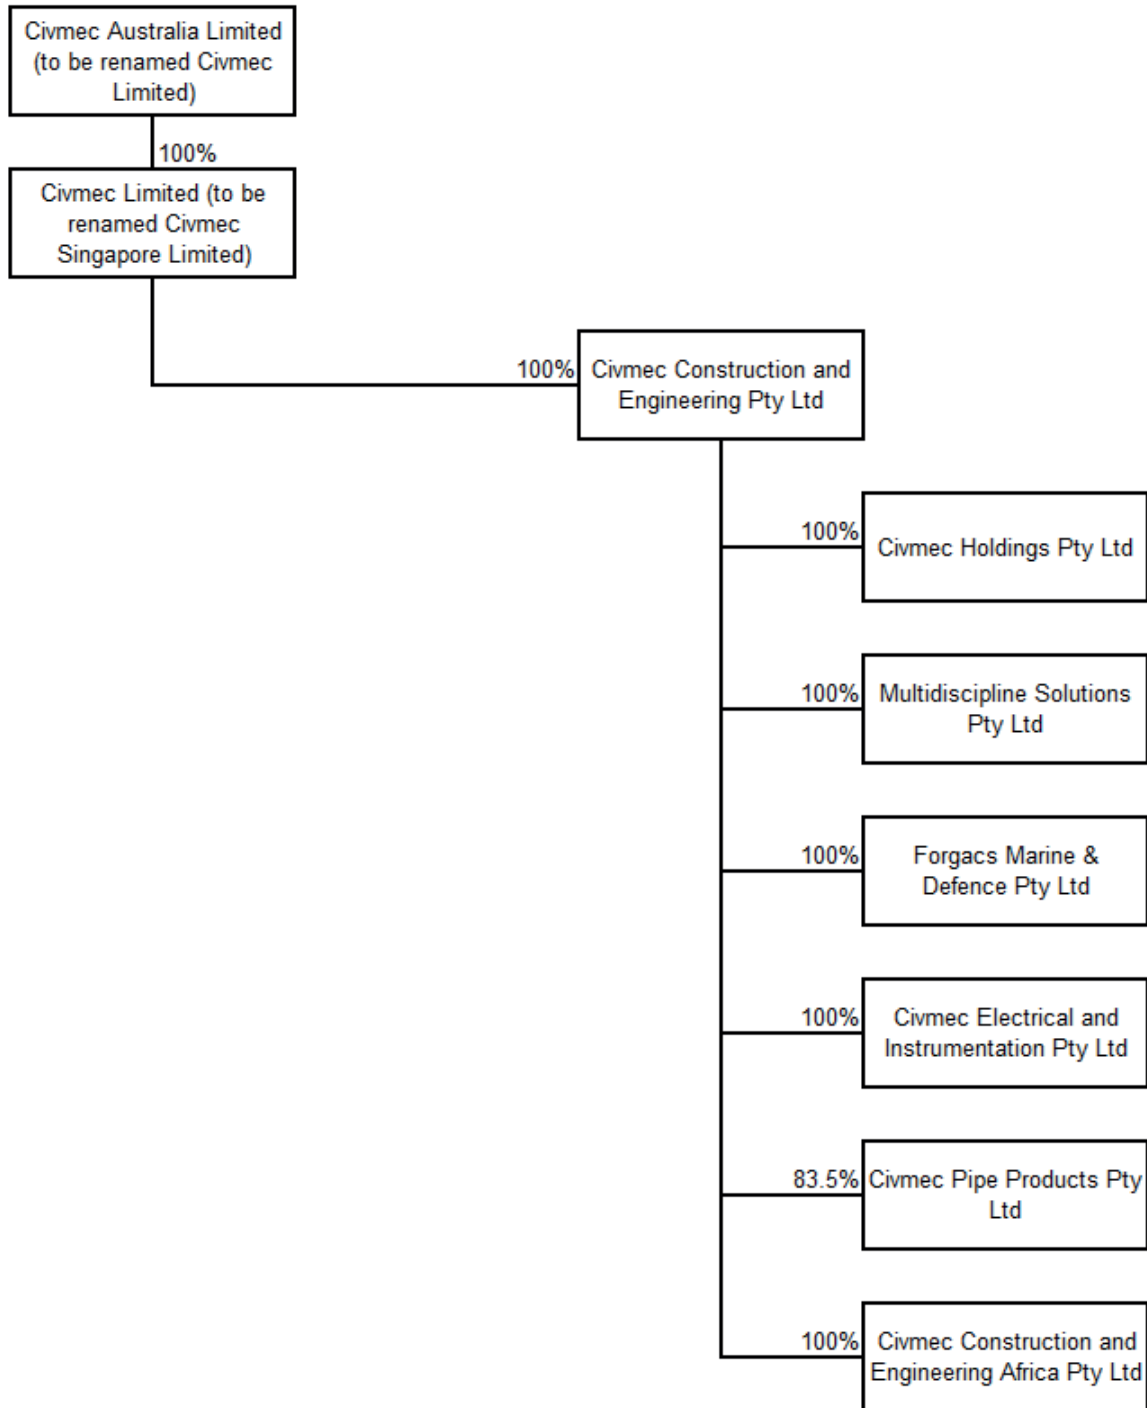 Civmec Australia Limited
(to be renamed Civmec
Limited)
100%
Civmec Limited (to be
renamed Civmec
Singapore Limited)
100%
Civmec Construction and
Engineering Pty Ltd
100%
Civmec Holdings Pty Ltd
100%
Multidiscipline Solutions
Pty Ltd
100%
Forgacs Marine &
Defence Pty Ltd
100%
Civmec Electrical and
Instrumentation Pty Ltd
83.5%
Civmec Pipe Products Pty
Ltd
100%
Civmec Construction and
Engineering Africa Pty Ltd